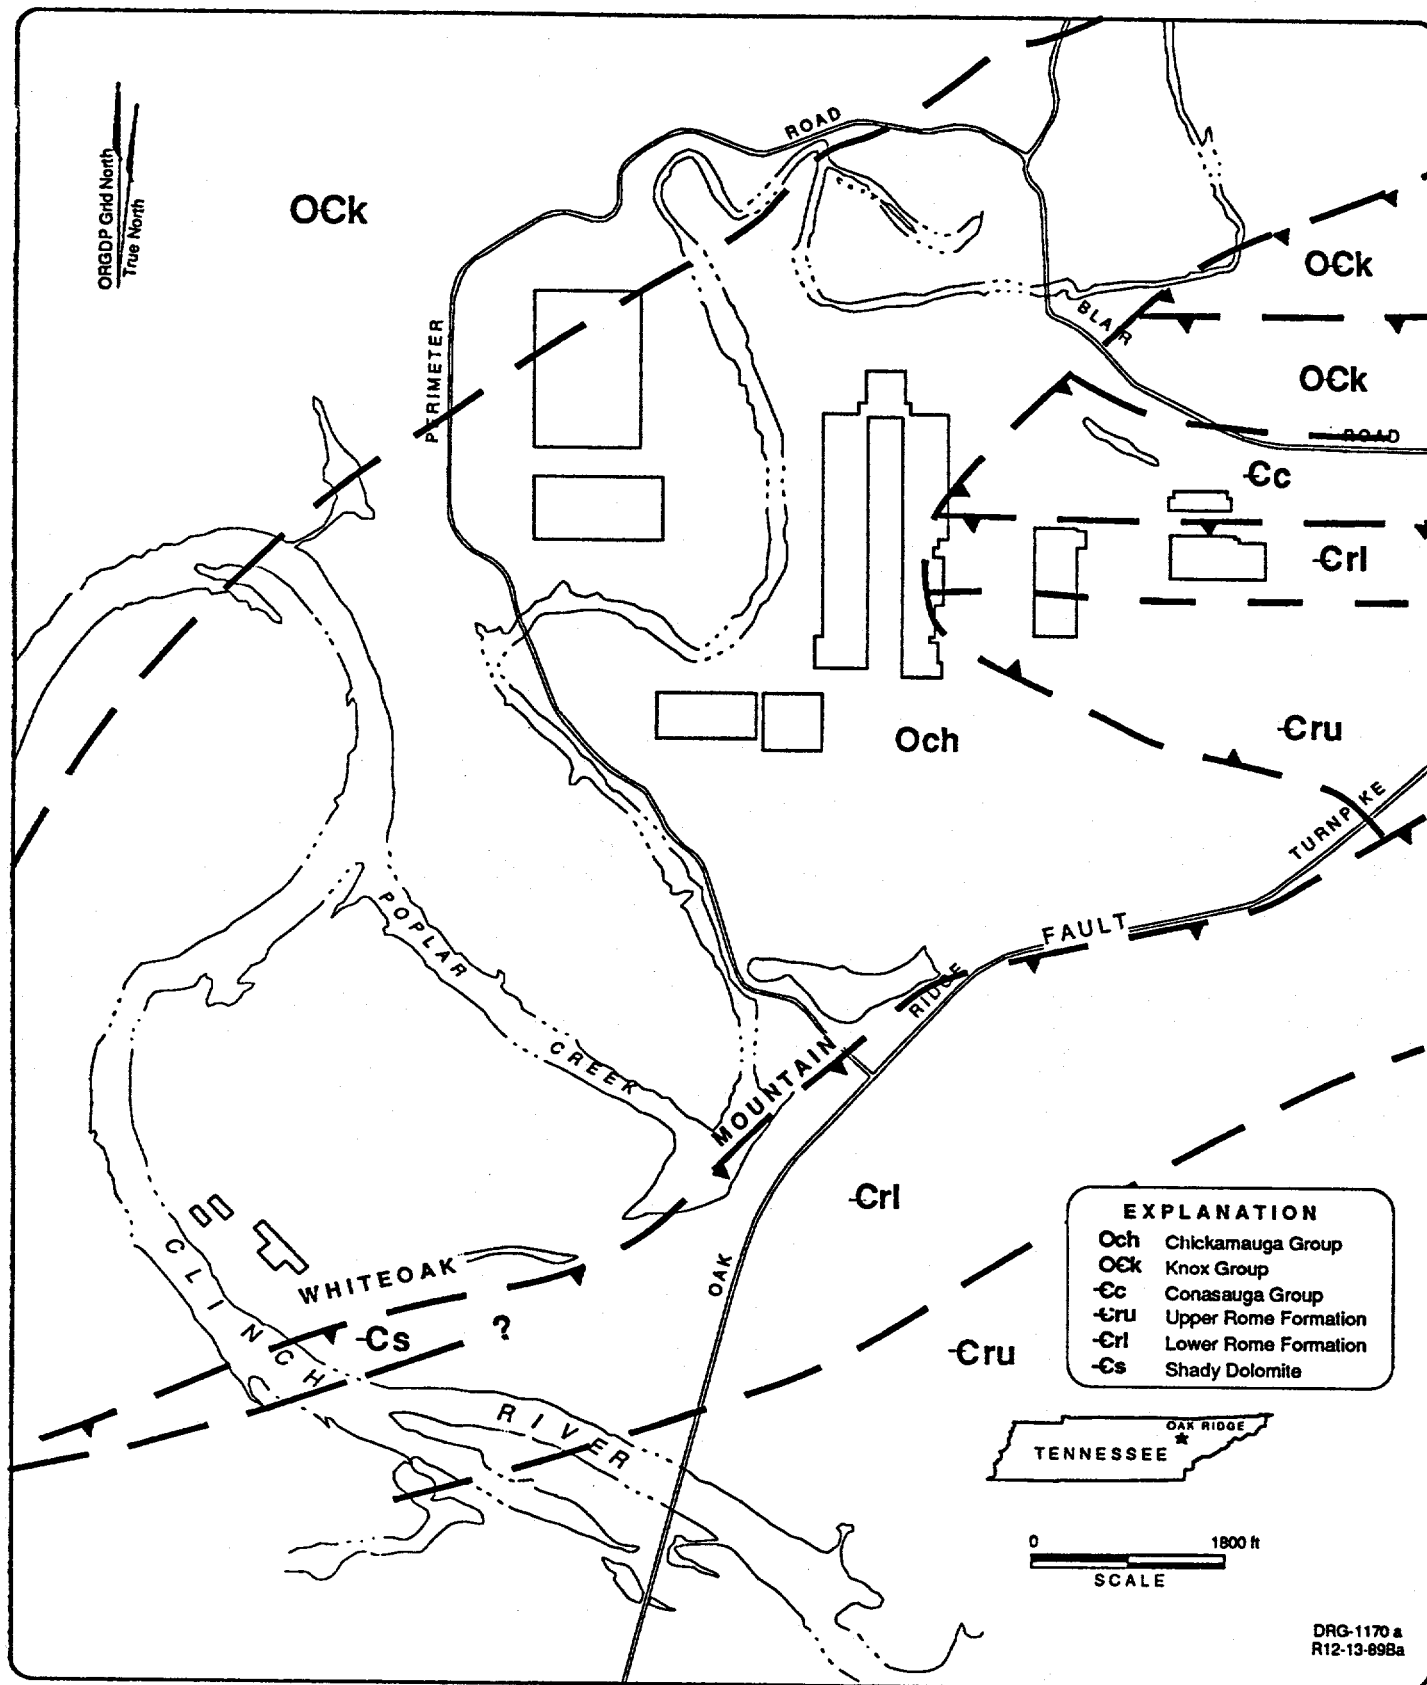 ORGDP Grid North
True North
ROAD
OЄk
OЄk
BLAIR
PERIMETER
OЄk
ROAD
Єc
Єrl
Єru
Och
TURNPIKE
FAULT
POPLAR
CREEK
RIDGE
MOUNTAIN
Єrl
OAK
WHITEOAK
CLINCH
RIVER
Єs
?
Єru
EXPLANATION
Och Chickamauga Group
OЄk Knox Group
Єc Conasauga Group
Єru Upper Rome Formation
Єrl Lower Rome Formation
Єs Shady Dolomite
OAK RIDGE
TENNESSEE
0 1800 ft
SCALE
DRG-1170 a
R12-13-89Ba